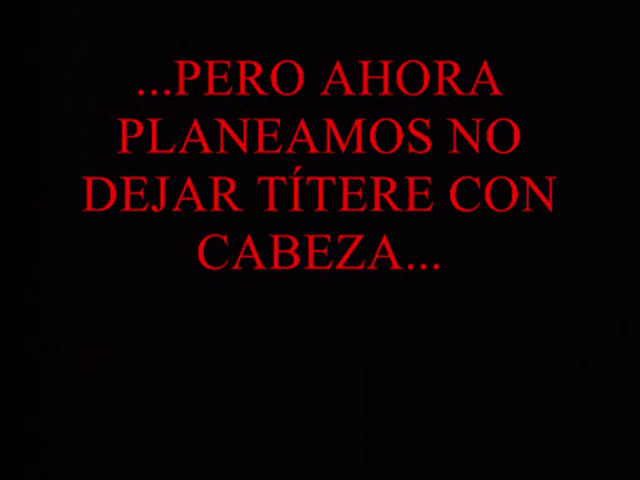 ...PERO AHORA
PLANEAMOS NO
DEJAR TÍTERE CON
CABEZA...